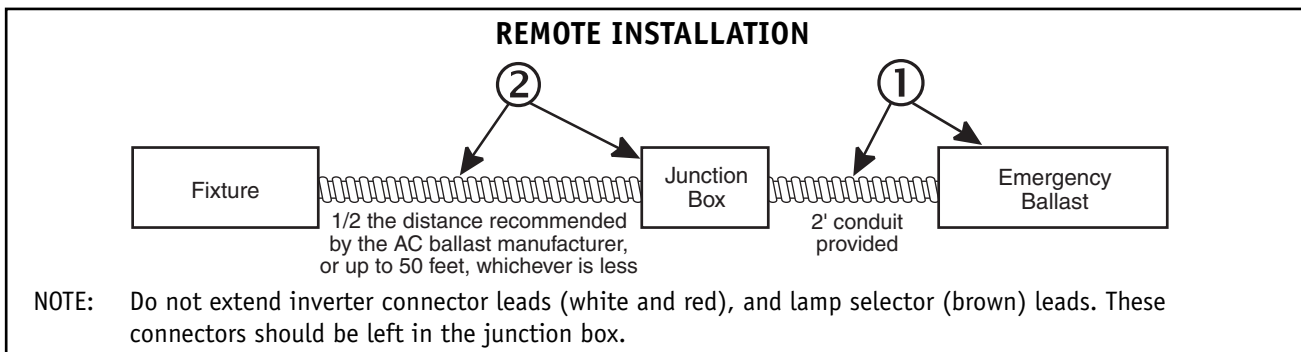 REMOTE INSTALLATION
②
①
Fixture
Junction
Box
Emergency
Ballast
1/2 the distance recommended
by the AC ballast manufacturer,
or up to 50 feet, whichever is less
2' conduit
provided
NOTE: Do not extend inverter connector leads (white and red), and lamp selector (brown) leads. These
connectors should be left in the junction box.